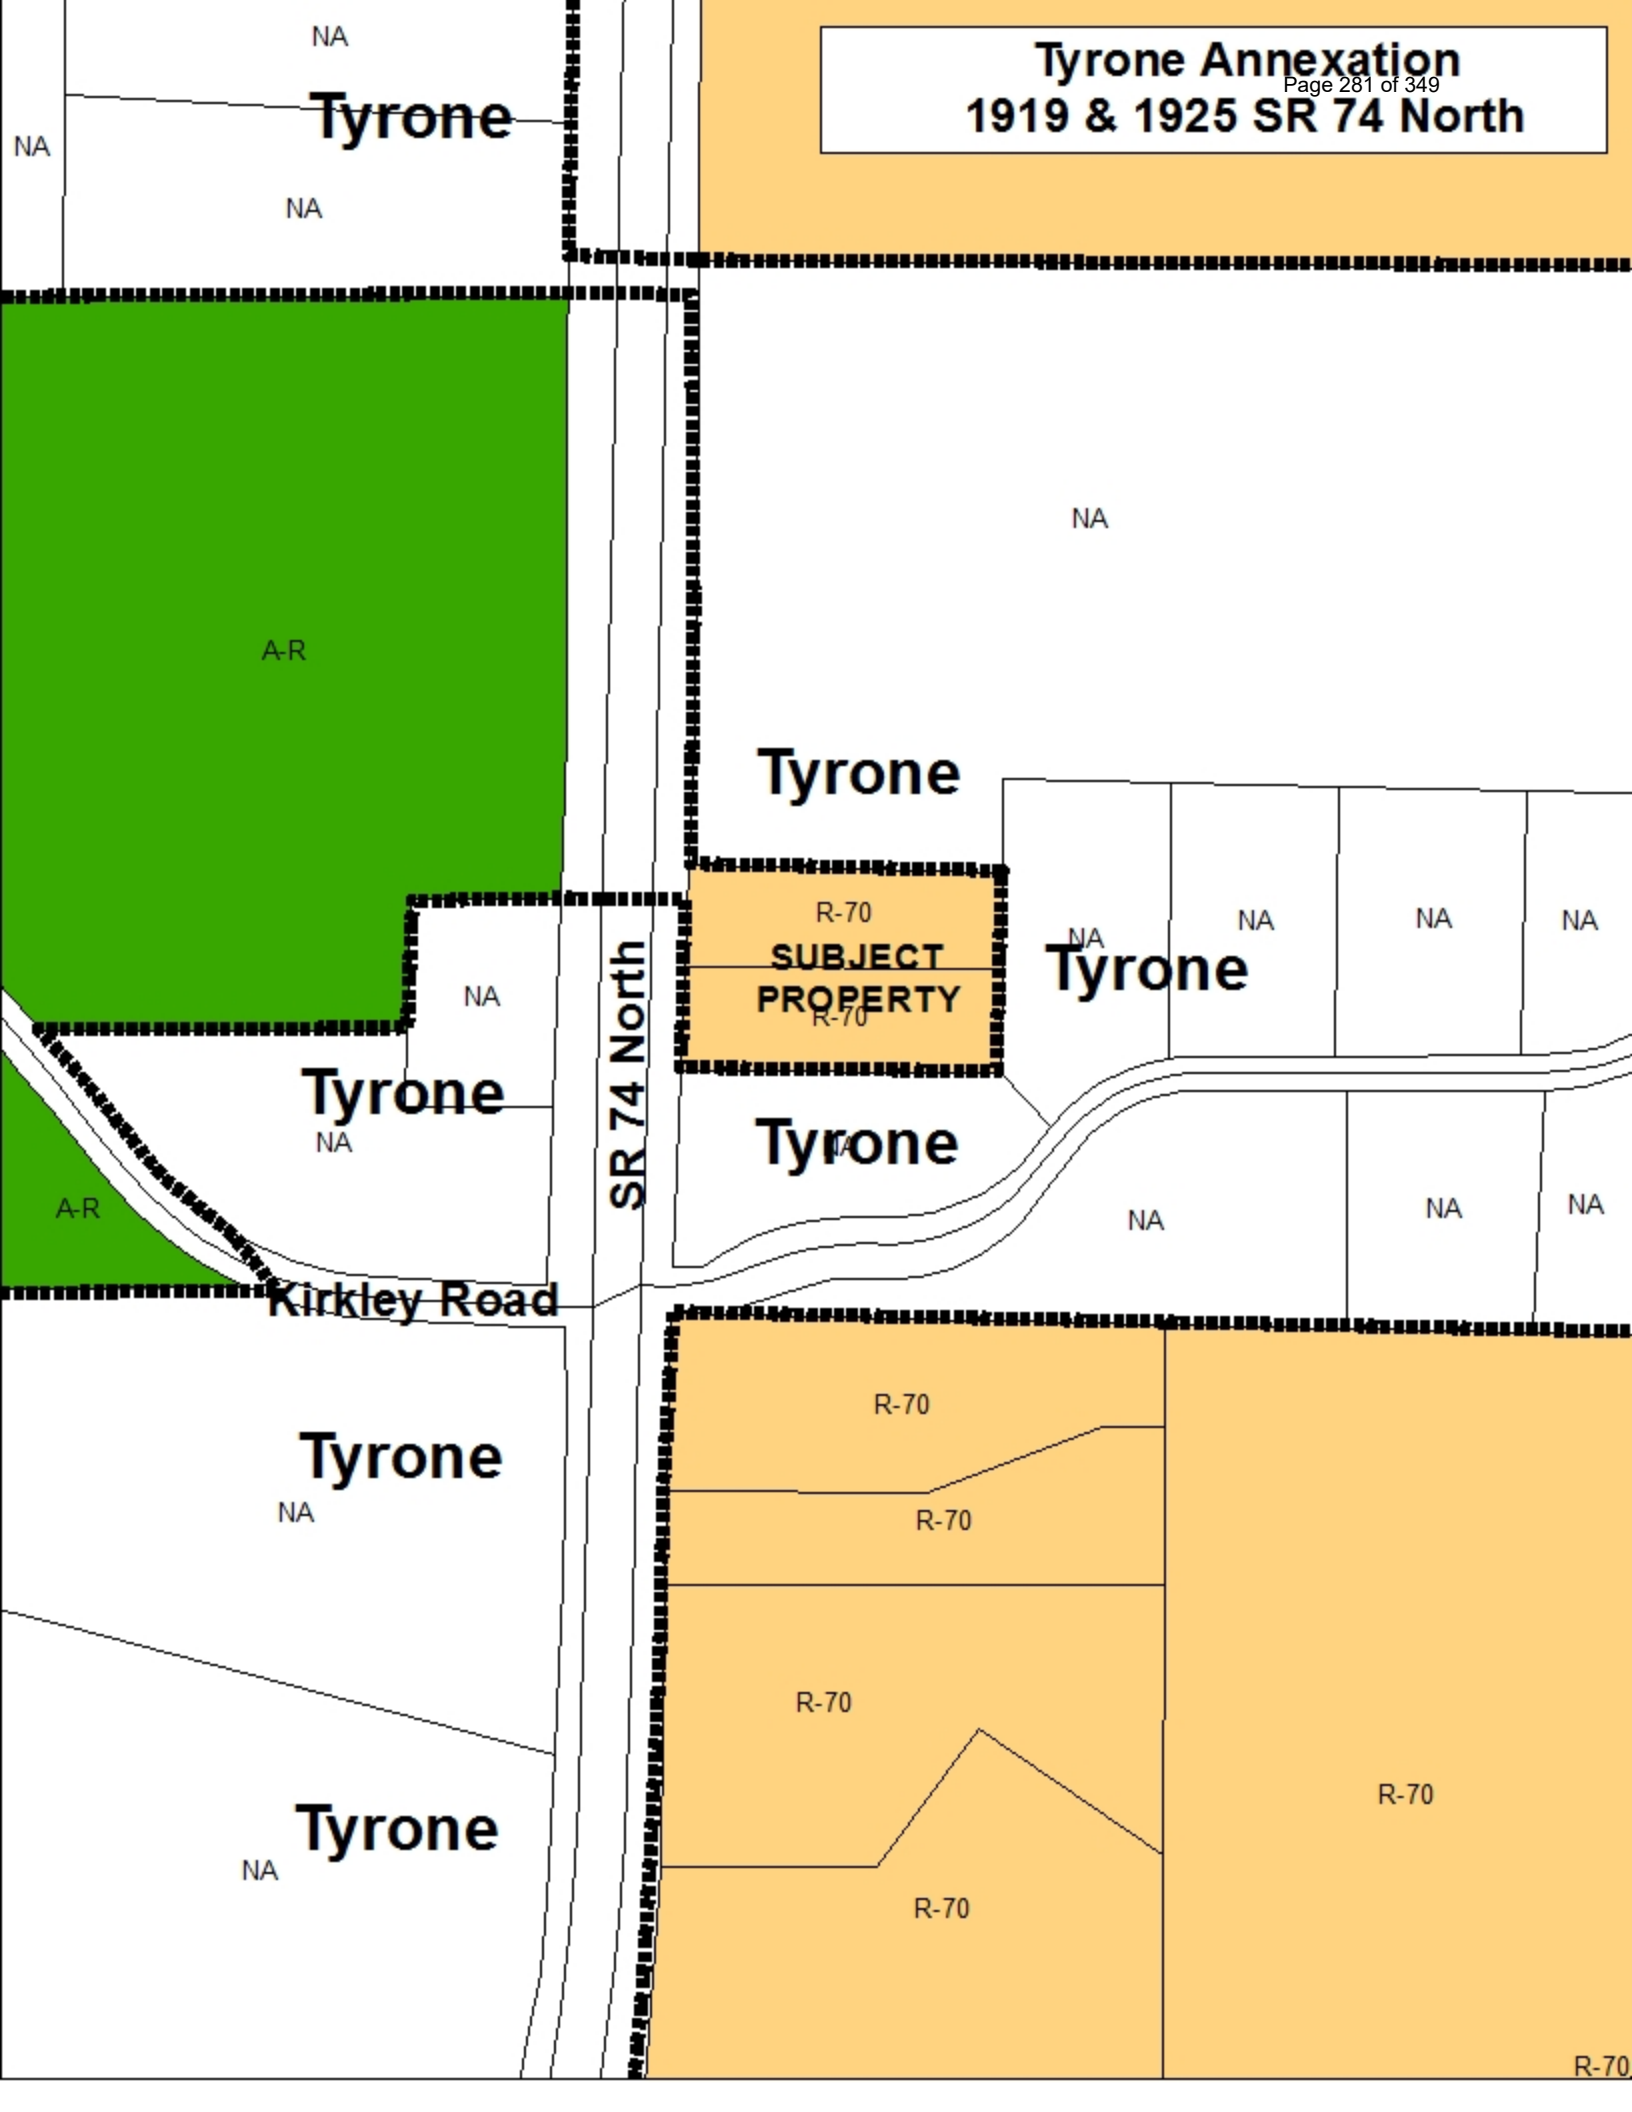 NA
Tyrone Annexation
Page 281 of 349
1919 & 1925 SR 74 North
Tyrone
NA
NA
NA
A-R
Tyrone
R-70
NA
NA
NA
NA
SUBJECT
Tyrone
NA
PROPERTY
R-70
SR 74 North
Tyrone
NA
Tyrone
NA
A-R
NA
NA
NA
Kirkley Road
R-70
Tyrone
NA
R-70
R-70
R-70
Tyrone
NA
R-70
R-70